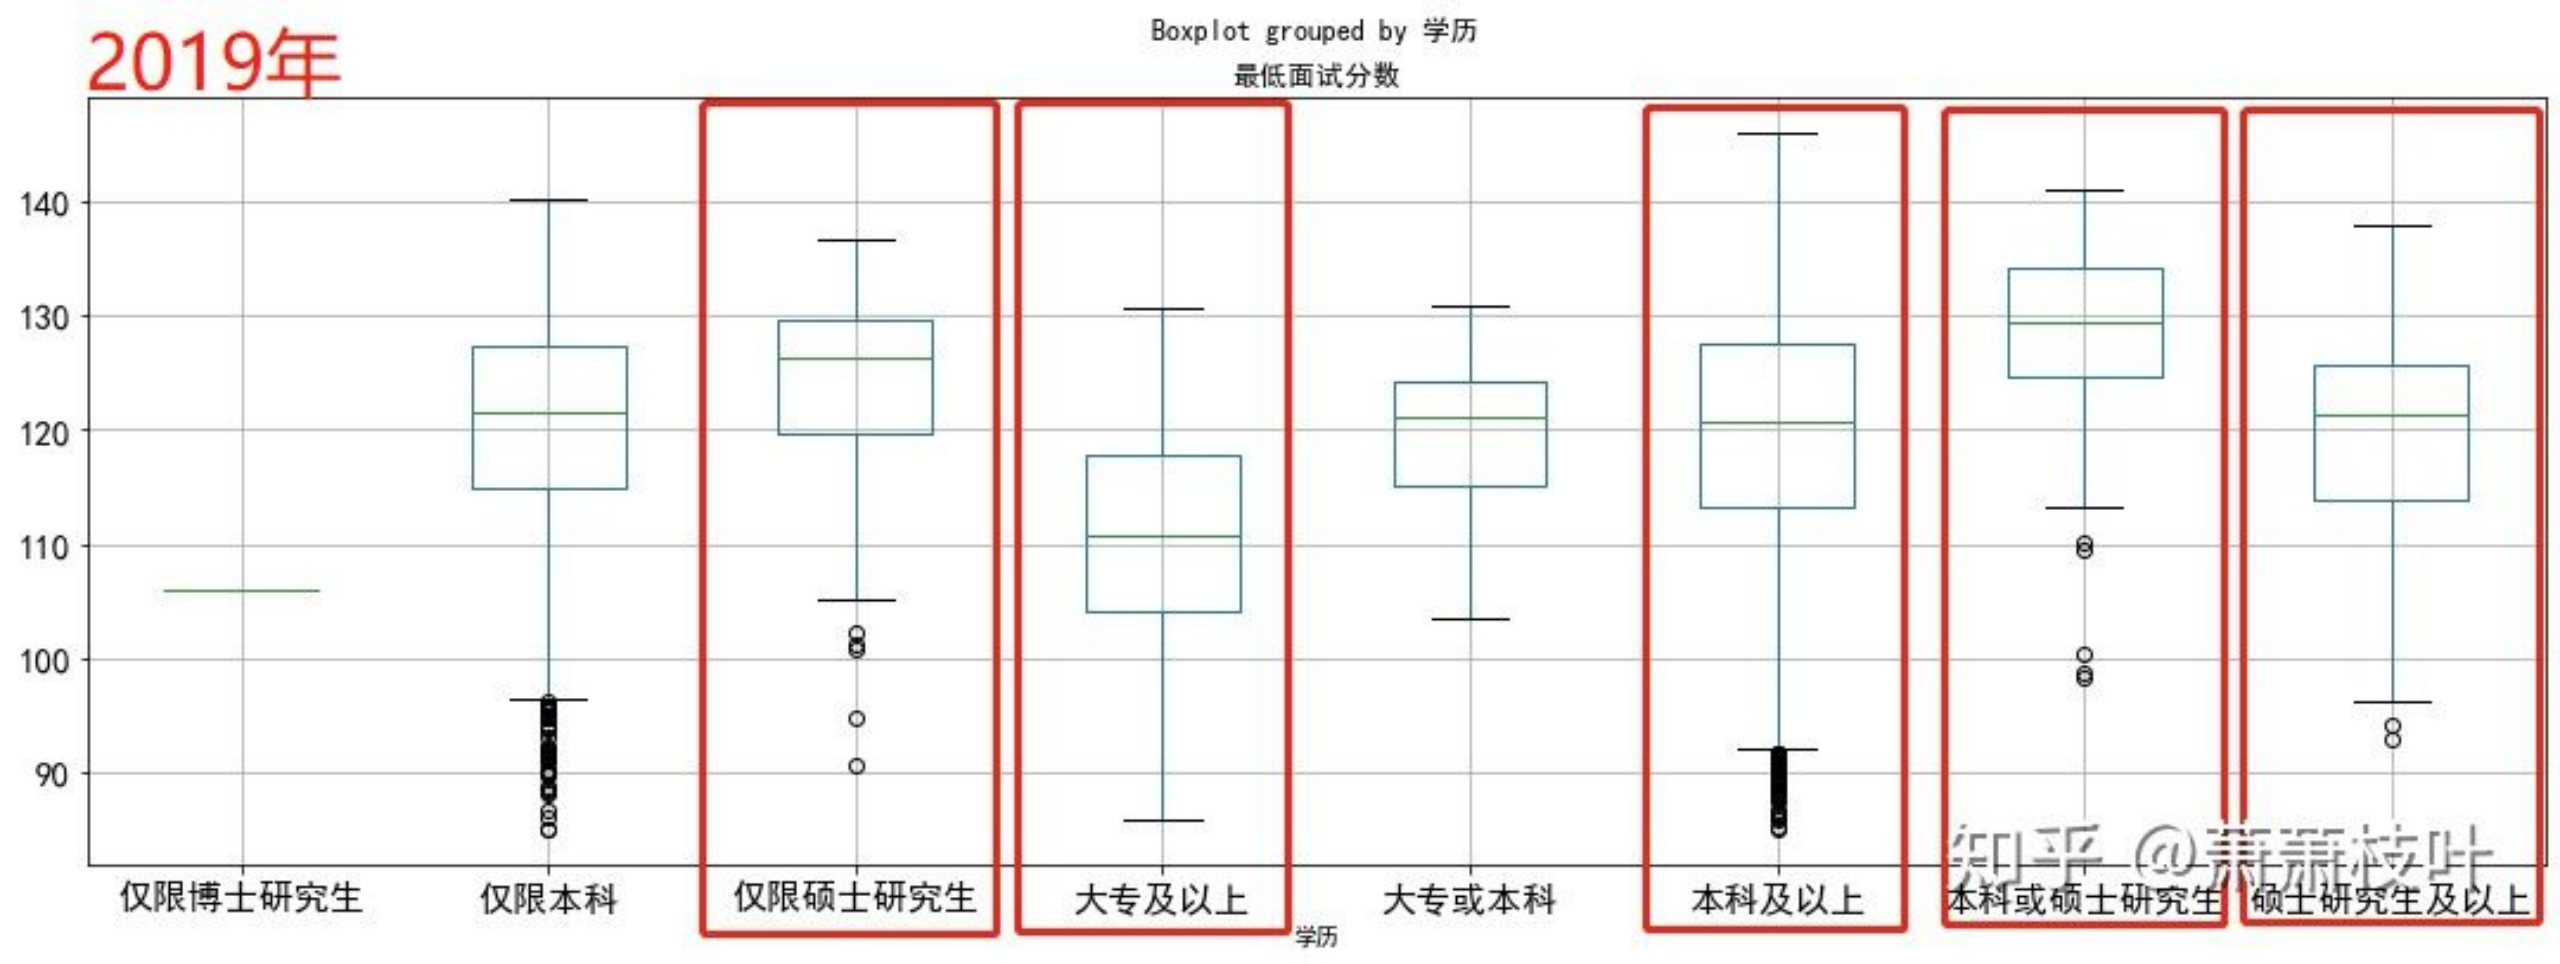 2019年
Boxplot grouped by 学历
最低面试分数
140
130
120
110
100
90
仅限博士研究生 仅限本科 仅限硕士研究生 大专及以上 大专或本科 本科及以上 本科或硕士研究生 硕士研究生及以上
学历
知乎 @萧萧枝叶